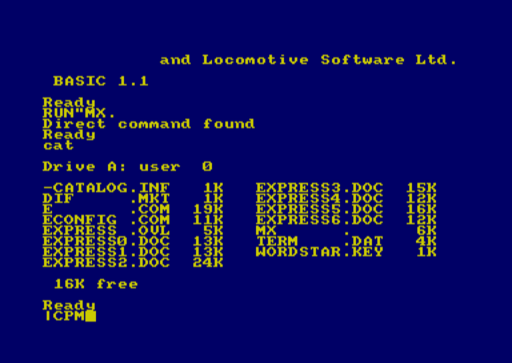 and Locomotive Software Ltd.
BASIC 1.1
Ready
RUN"MX.
Direct command found
Ready
cat
Drive A: user  0
-CATALOG.INF   1K    EXPRESS3.DOC  15K
DIF     .MKT   1K    EXPRESS4.DOC  12K
E       .COM  19K    EXPRESS5.DOC  12K
ECONFIG .COM  11K    EXPRESS6.DOC  12K
EXPRESS .OVL   5K    MX      .      6K
EXPRESS0.DOC  13K    TERM    .DAT   4K
EXPRESS1.DOC  13K    WORDSTAR.KEY   1K
EXPRESS2.DOC  24K
16K free
Ready
|CPM